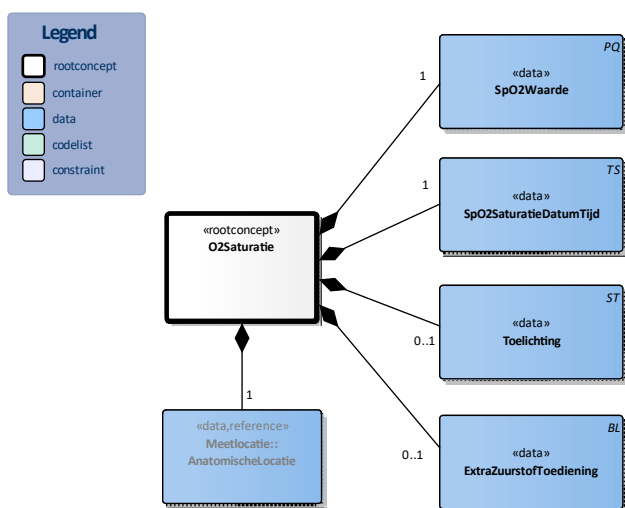 Legend
rootconcept
container
data
codelist
constraint
PQ
«data»
SpO2Waarde
1
TS
«data»
SpO2SaturatieDatumTijd
1
«rootconcept»
O2Saturatie
ST
«data»
Toelichting
0..1
1
«data,reference»
Meetlocatie::
AnatomischeLocatie
BL
«data»
ExtraZuurstofToediening
0..1